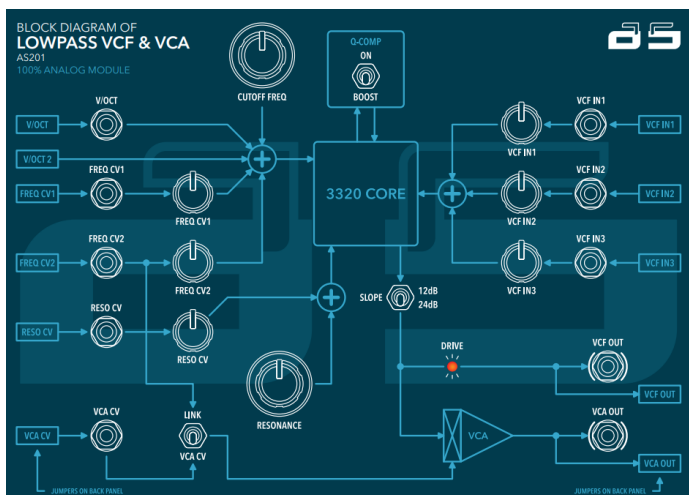 BLOCK DIAGRAM OF
LOWPASS VCF & VCA
AS201
100% ANALOG MODULE
CUTOFF FREQ
Q-COMP
ON
BOOST
V/OCT
V/OCT
V/OCT 2
FREQ CV1
FREQ CV1
FREQ CV1
FREQ CV2
FREQ CV2
FREQ CV2
RESO CV
RESO CV
RESO CV
3320 CORE
VCF IN1
VCF IN1
VCF IN1
VCF IN2
VCF IN2
VCF IN2
VCF IN3
VCF IN3
VCF IN3
SLOPE
12dB
24dB
RESONANCE
DRIVE
VCF OUT
VCF OUT
VCA CV
VCA CV
LINK
VCA CV
VCA
VCA OUT
VCA OUT
JUMPERS ON BACK PANEL
JUMPERS ON BACK PANEL